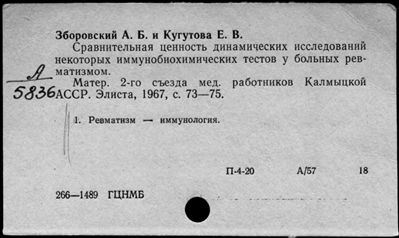 Зборовский А. Б. и Кугутова Е. В.
Сравнительная ценность динамических исследований
некоторых иммунобиохимических тестов у больных рев-
матизмом.
Матер. 2-го съезда мед. работников Калмыцкой
АССР. Элиста, 1967, с. 73—75.
А
5836
1. Ревматизм — иммунология.
П-4-20 А/57 18
266—1489 ГЦНМБ